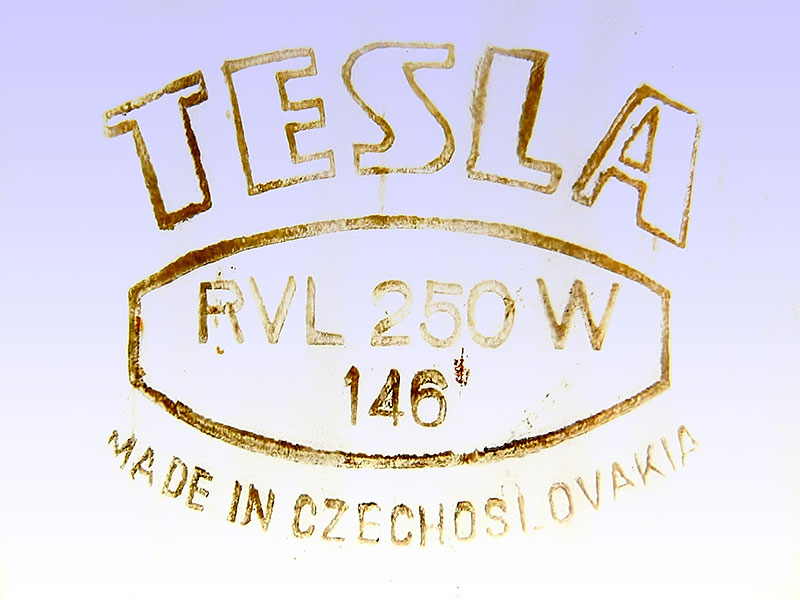 TESLA
RVL 250 W
146
MADE IN CZECHOSLOVAKIA